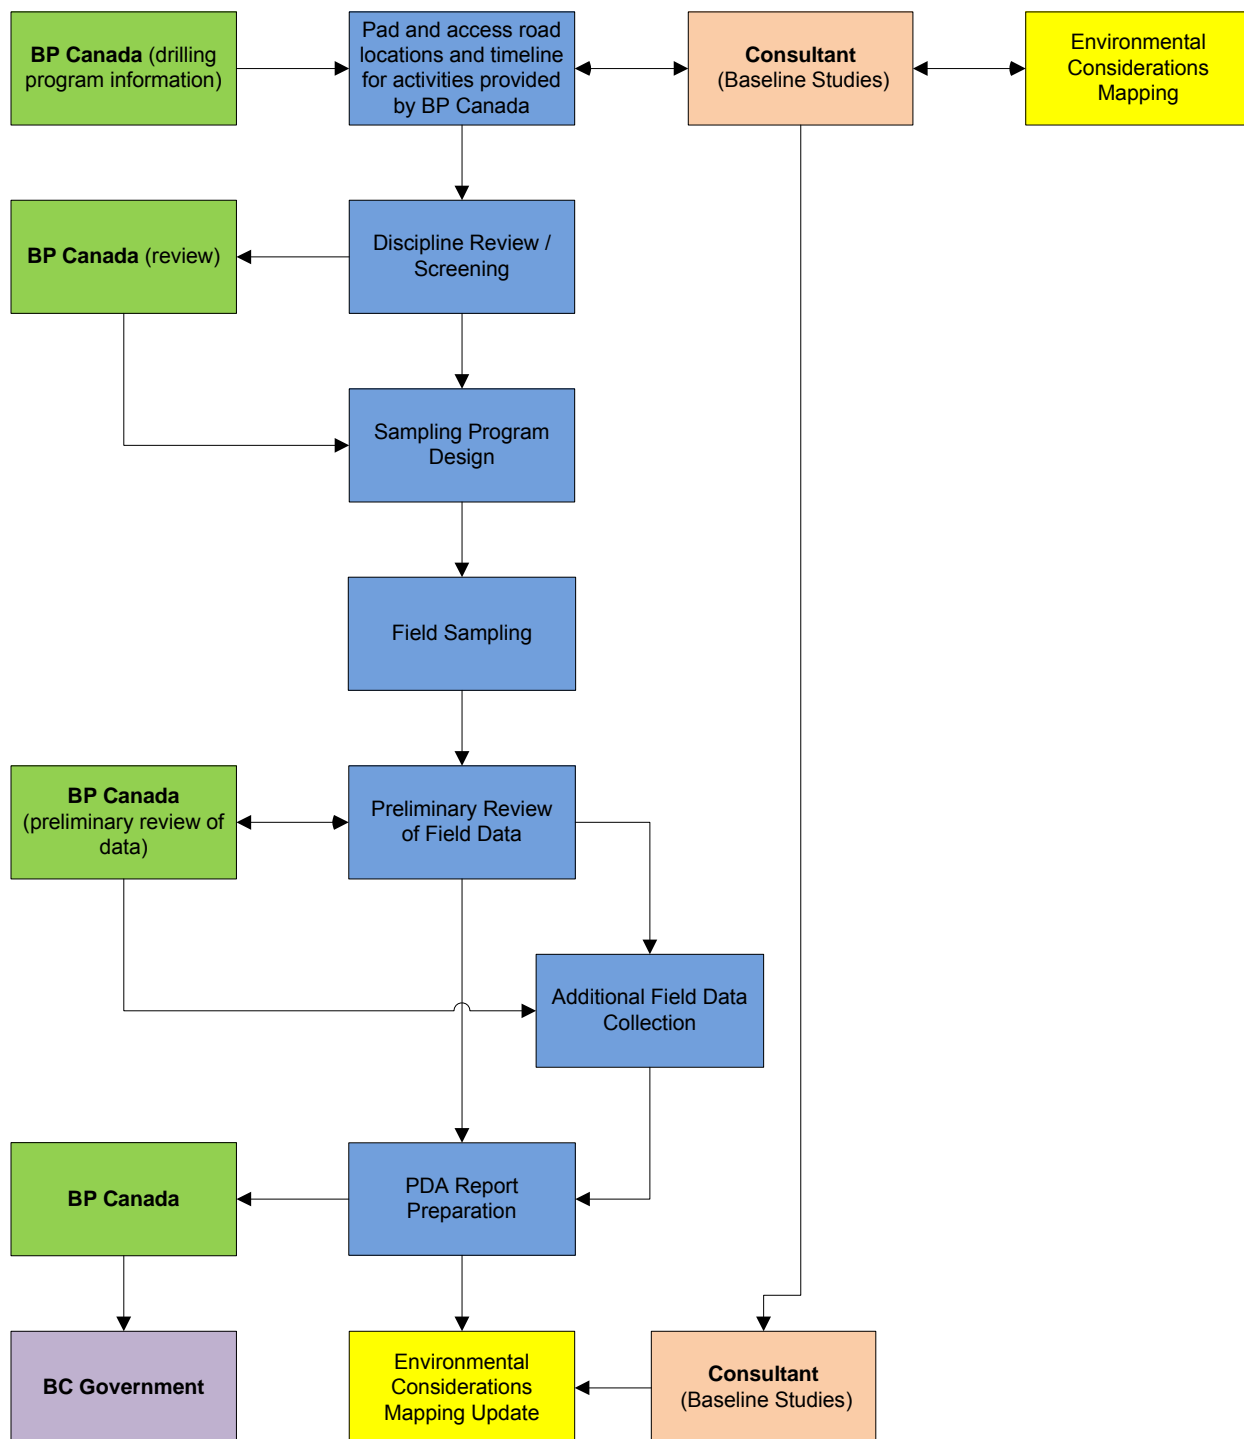 BP Canada (drilling
program information)
Pad and access road
locations and timeline
for activities provided
by BP Canada
Consultant
(Baseline Studies)
Environmental
Considerations
Mapping
BP Canada (review)
Discipline Review /
Screening
Sampling Program
Design
Field Sampling
BP Canada
(preliminary review of
data)
Preliminary Review
of Field Data
Additional Field Data
Collection
BP Canada
PDA Report
Preparation
BC Government
Environmental
Considerations
Mapping Update
Consultant
(Baseline Studies)